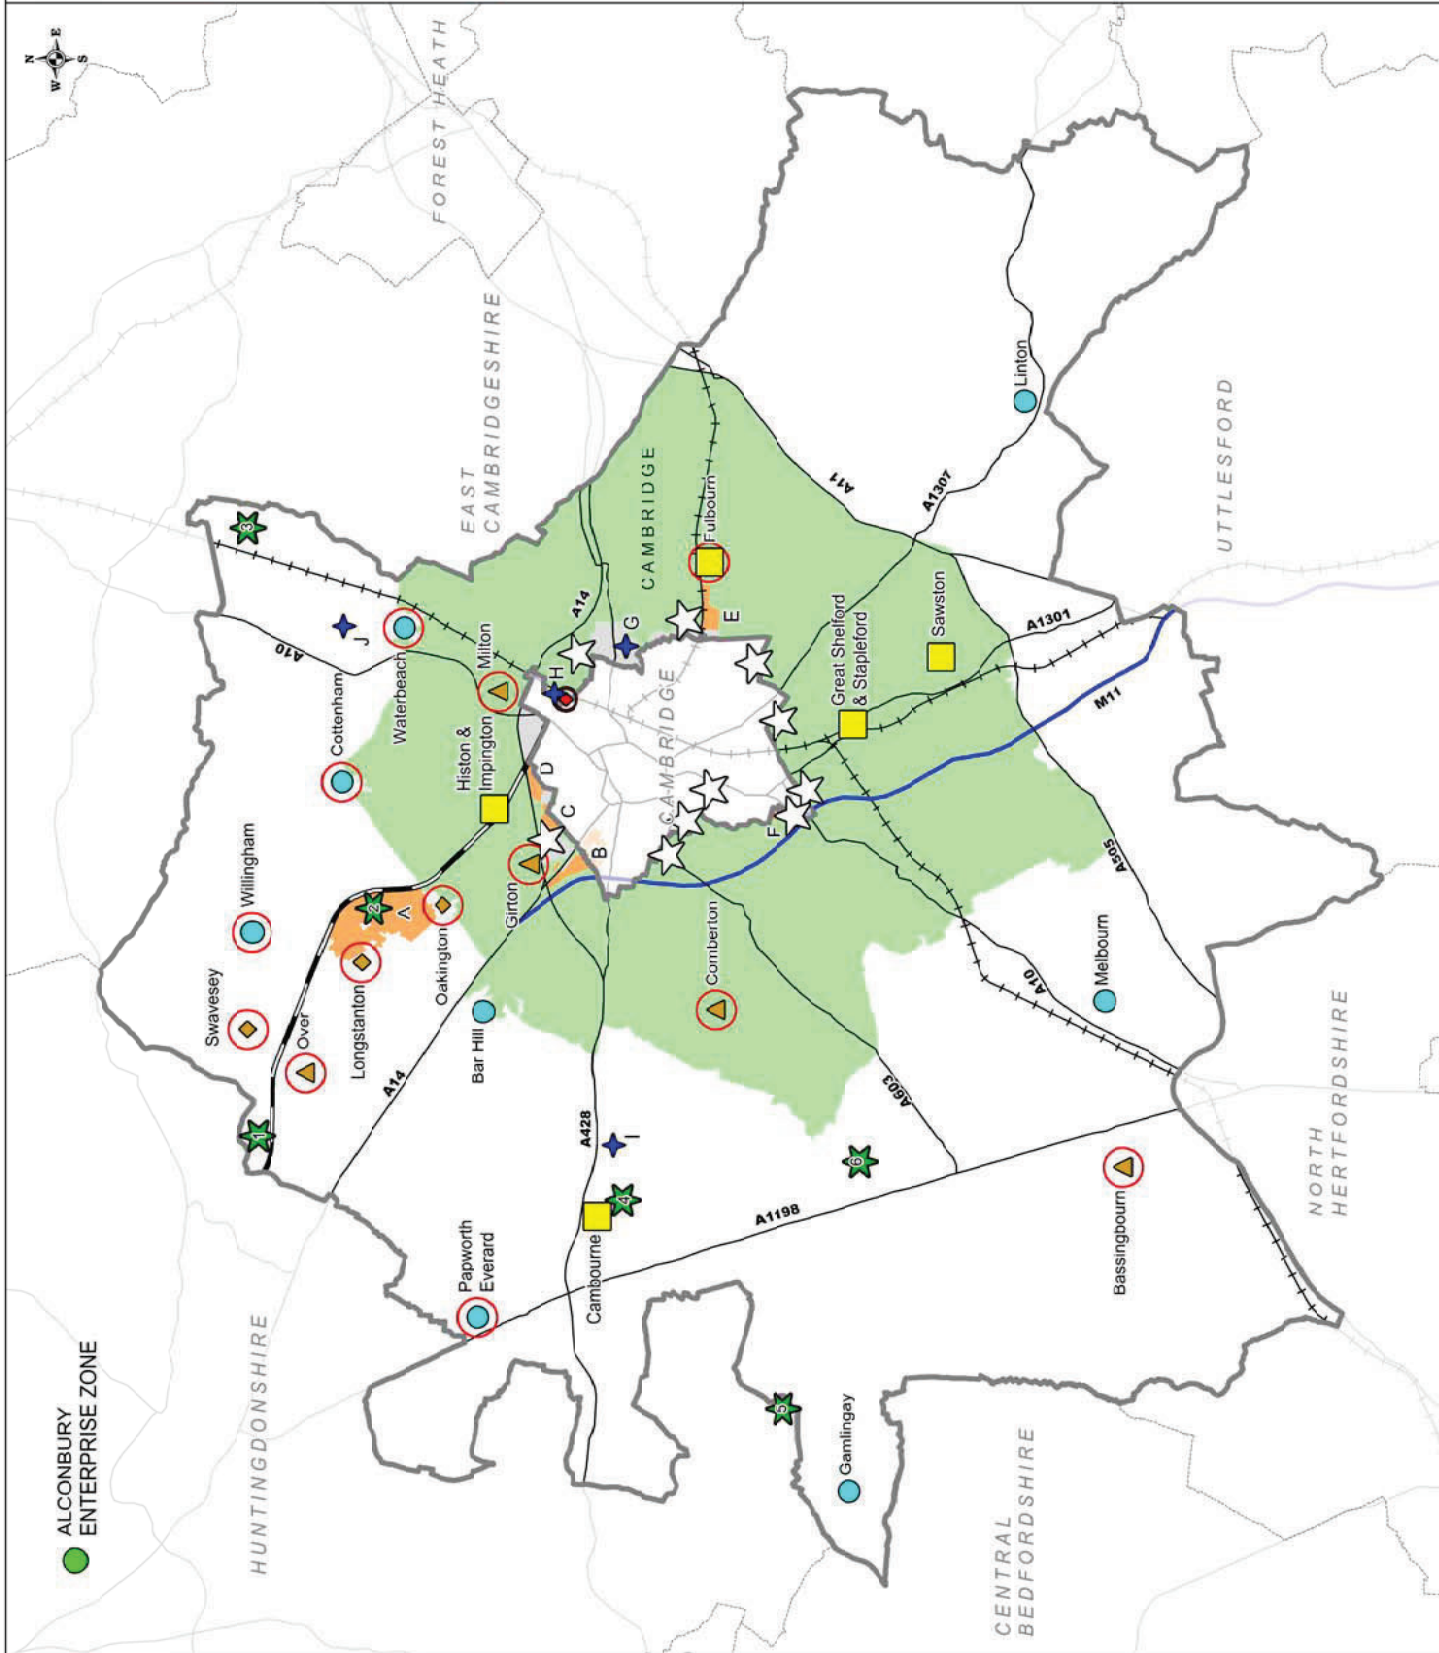 N
W E
S
ALCONBURY
ENTERPRISE ZONE
HUNTINGDONSHIRE
FOREST HEATH
EAST
CAMBRIDGESHIRE
CAMBRIDGE
CAMBRIDGE
UTTLESFORD
NORTH
HERTFORDSHIRE
CENTRAL
BEDFORDSHIRE
Swavesey
Willingham
Cottenham
Waterbeach
Over
Longstanton
Oakington
Bar Hill
Histon &
Impington
Milton
Girton
Fulbourn
Papworth
Everard
Cambourne
Comberton
Great Shelford
& Stapleford
Sawston
Linton
Melbourn
Bassingbourn
Gamlingay
A14
A14
A10
A10
A428
A1198
A603
A505
A11
A1307
A1301
M11
1
2
3
4
5
6
A
B
C
D
E
F
G
H
I
J